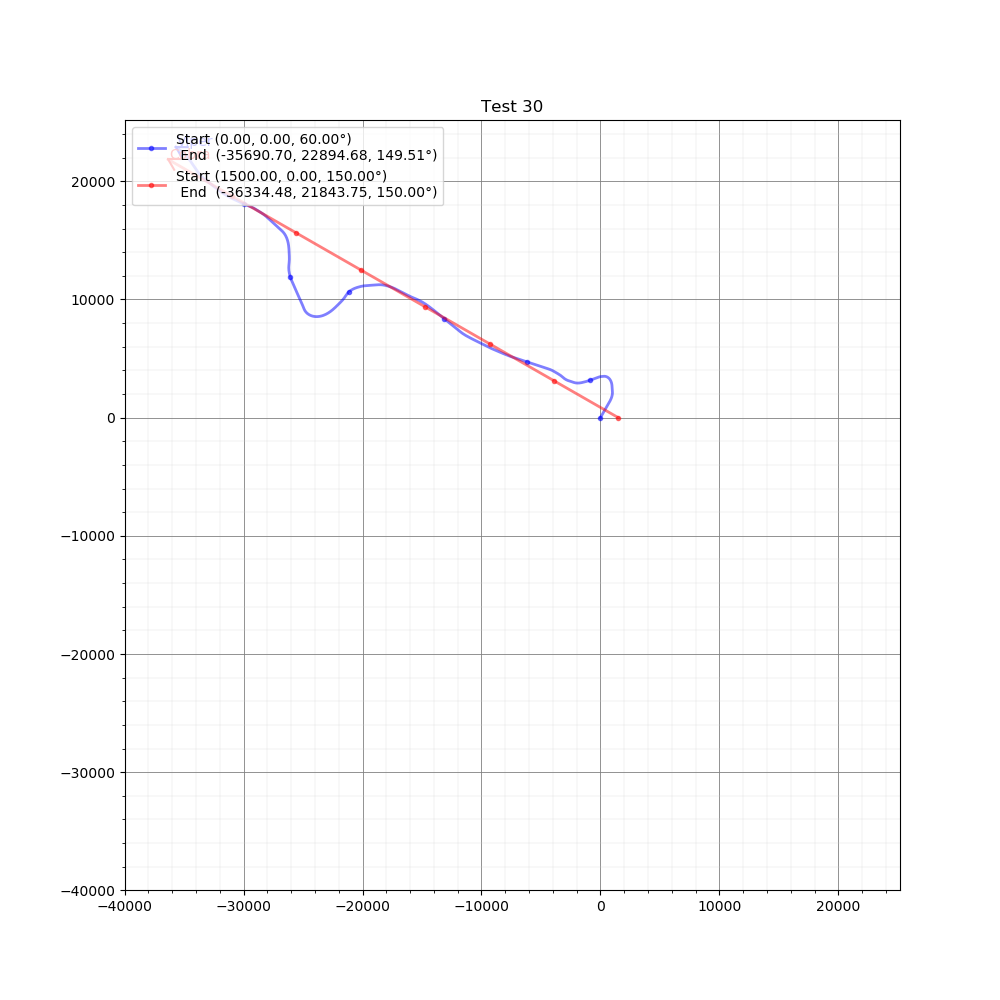 Test 30
Start (0.00, 0.00, 60.00°)
End (-35690.70, 22894.68, 149.51°)
Start (1500.00, 0.00, 150.00°)
End (-36334.48, 21843.75, 150.00°)
20000
10000
0
−10000
−20000
−30000
−40000
−40000 −30000 −20000 −10000 0 10000 20000